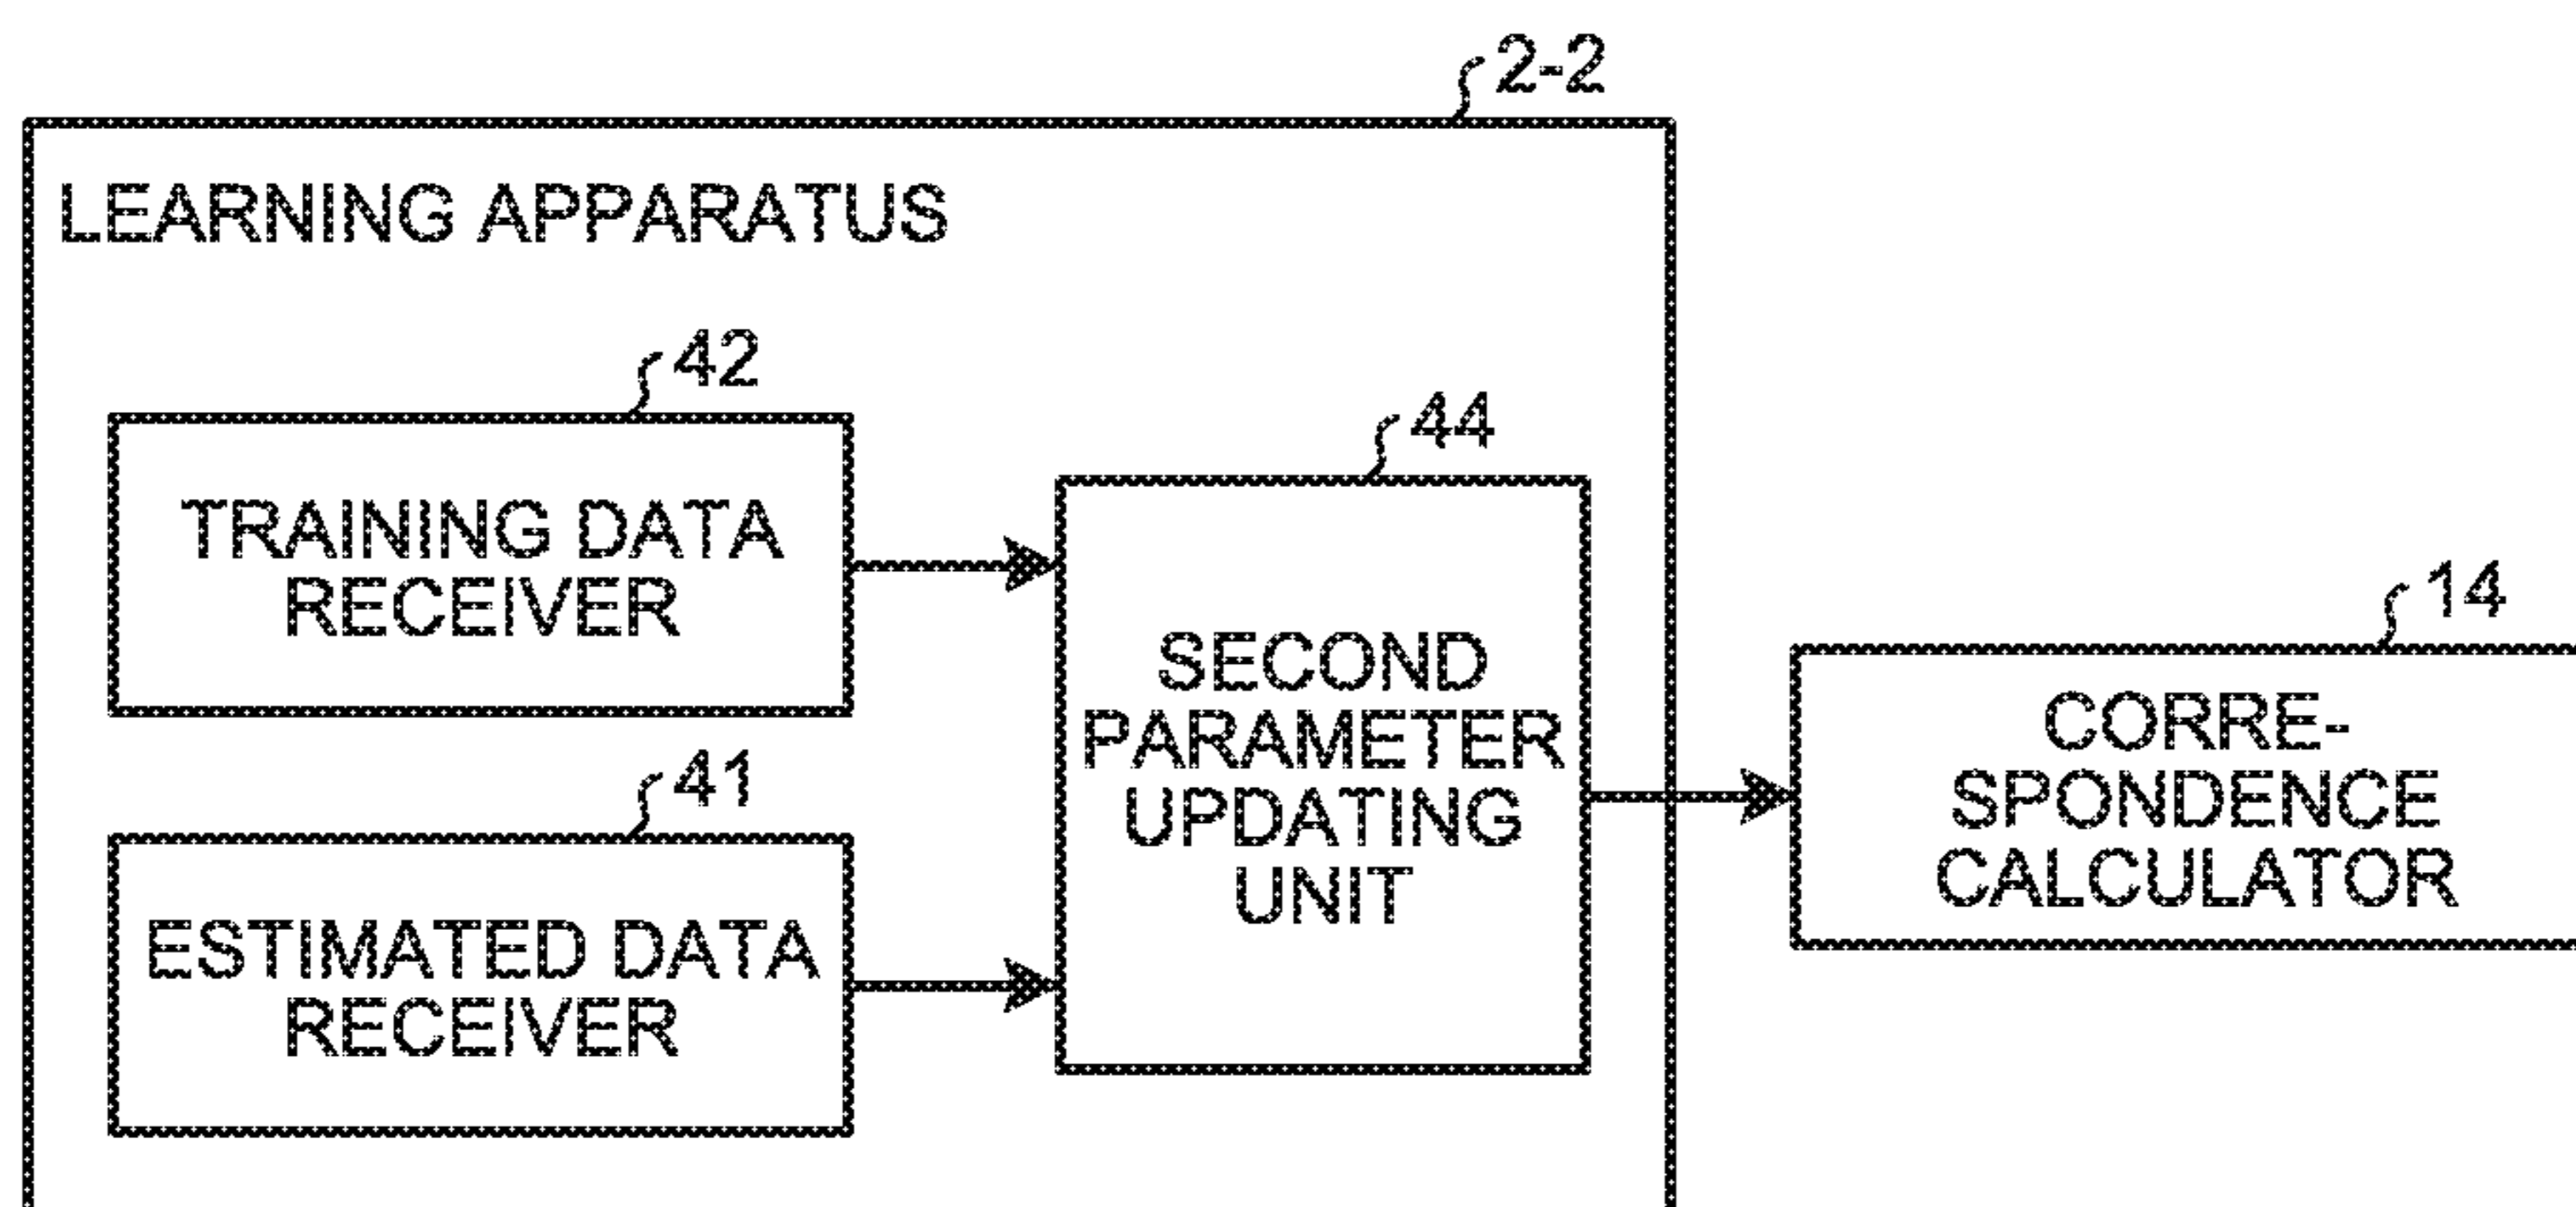 2-2
LEARNING APPARATUS
42
TRAINING DATA
RECEIVER
41
ESTIMATED DATA
RECEIVER
44
SECOND
PARAMETER
UPDATING
UNIT
14
CORRE-
SPONDENCE
CALCULATOR